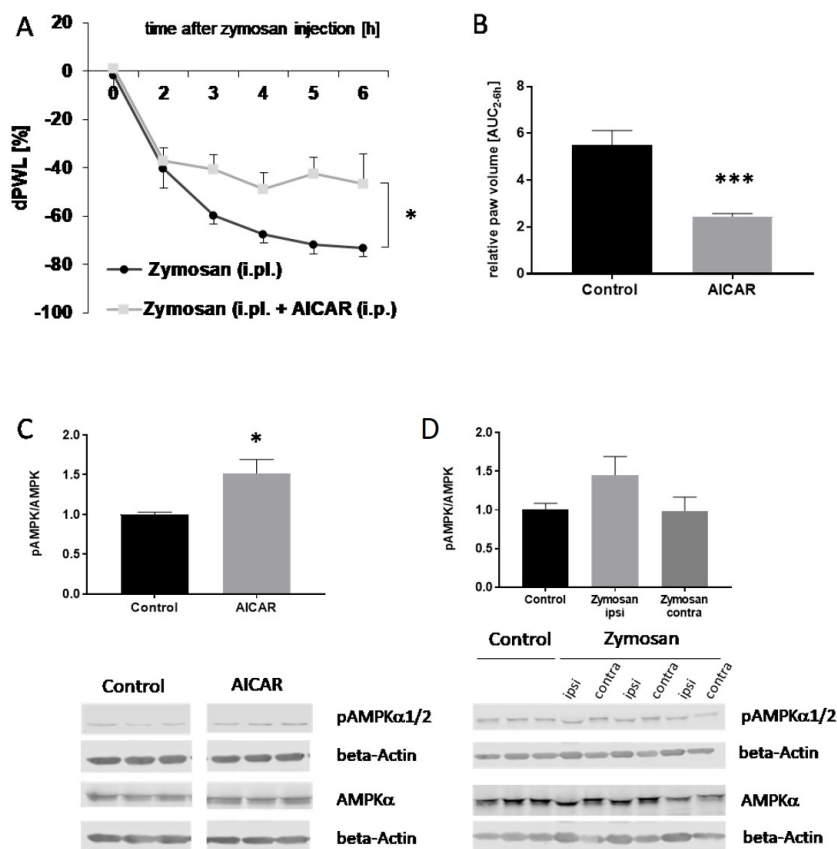 A
time after zymosan injection [h]
20
0
-20
-40
-60
-80
-100
dPWL [%]
0 2 3 4 5 6
*
Zymosan (i.pl.)
Zymosan (i.pl. + AICAR (i.p.)
B
8
6
4
2
0
relative paw volume [AUC2-6h]
***
Control AICAR
C
2.0
1.5
1.0
0.5
0.0
pAMPK/AMPK
*
Control AICAR
Control AICAR
pAMPKα1/2
beta-Actin
AMPKα
beta-Actin
D
2.0
1.5
1.0
0.5
0.0
pAMPK/AMPK
Control Zymosan ipsi Zymosan contra
Control Zymosan
ipsi contra ipsi contra ipsi contra
pAMPKα1/2
beta-Actin
AMPKα
beta-Actin